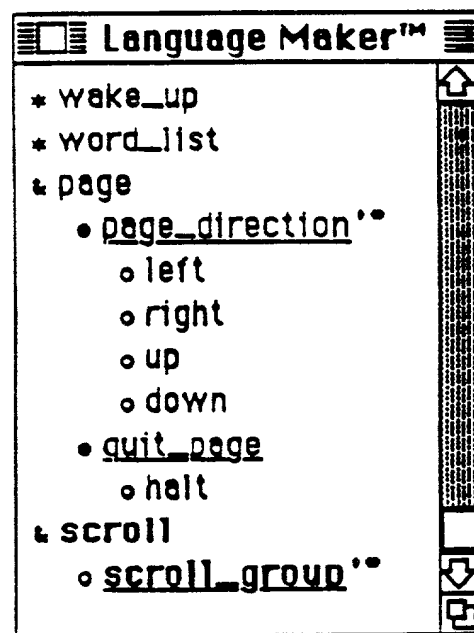 Language Maker™
* wake_up
* word_list
& page
• page_direction'•
o left
o right
o up
o down
• quit_page
o halt
& scroll
o scroll_group'•